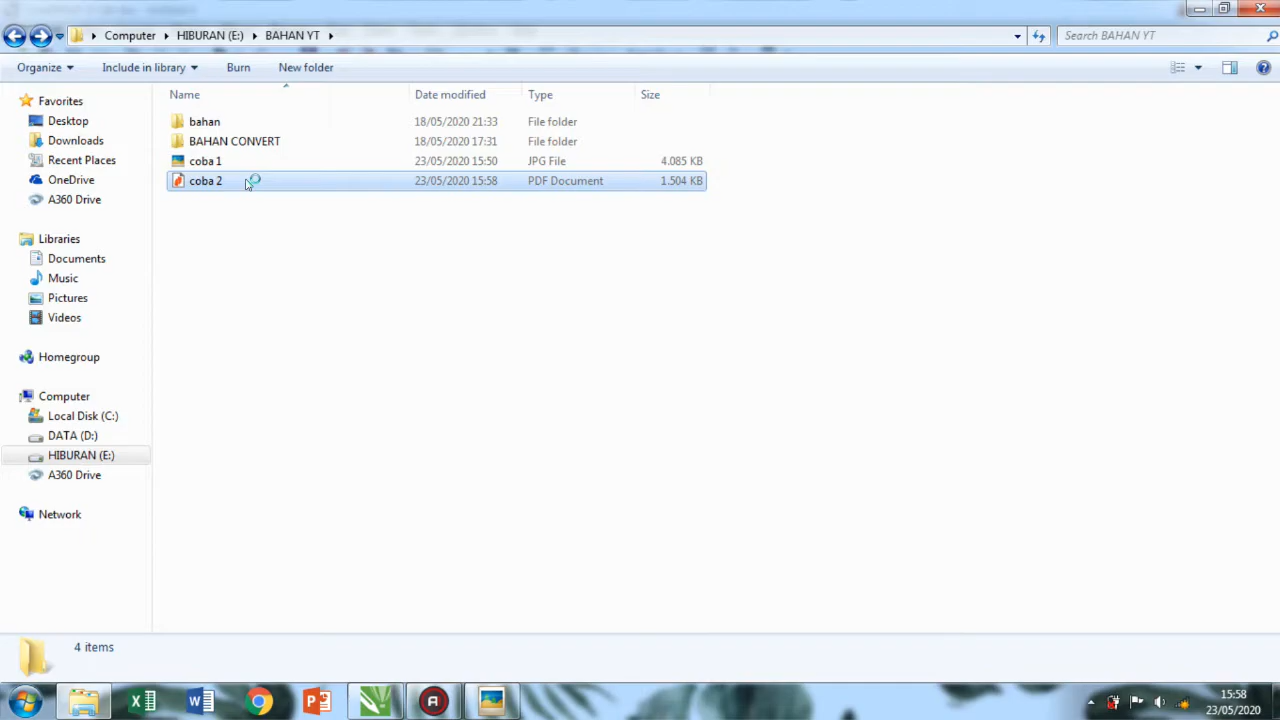 Computer HIBURAN (E:) BAHAN YT Search BAHAN YT
Organize Include in library Burn New folder
Name Date modified Type Size
bahan 18/05/2020 21:33 File folder
BAHAN CONVERT 18/05/2020 17:31 File folder
coba 1 23/05/2020 15:50 JPG File 4.085 KB
coba 2 23/05/2020 15:58 PDF Document 1.504 KB
Favorites
Desktop
Downloads
Recent Places
OneDrive
A360 Drive
Libraries
Documents
Music
Pictures
Videos
Homegroup
Computer
Local Disk (C:)
DATA (D:)
HIBURAN (E:)
A360 Drive
Network
4 items
15:58
23/05/2020